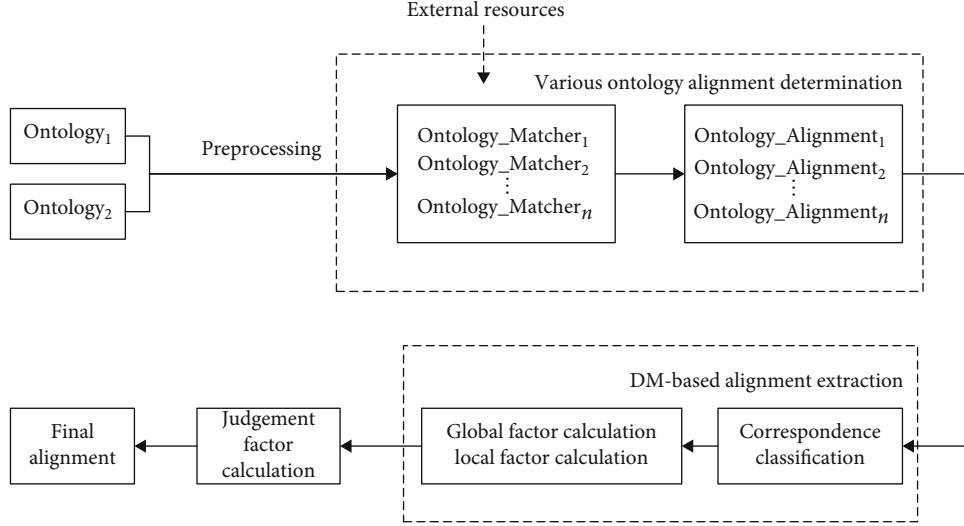 External resources
Various ontology alignment determination
Ontology₁
Ontology₂
Preprocessing
Ontology_Matcher₁
Ontology_Matcher₂
⋮
Ontology_Matcherₙ
Ontology_Alignment₁
Ontology_Alignment₂
⋮
Ontology_Alignmentₙ
DM-based alignment extraction
Final
alignment
Judgement
factor
calculation
Global factor calculation
local factor calculation
Correspondence
classification